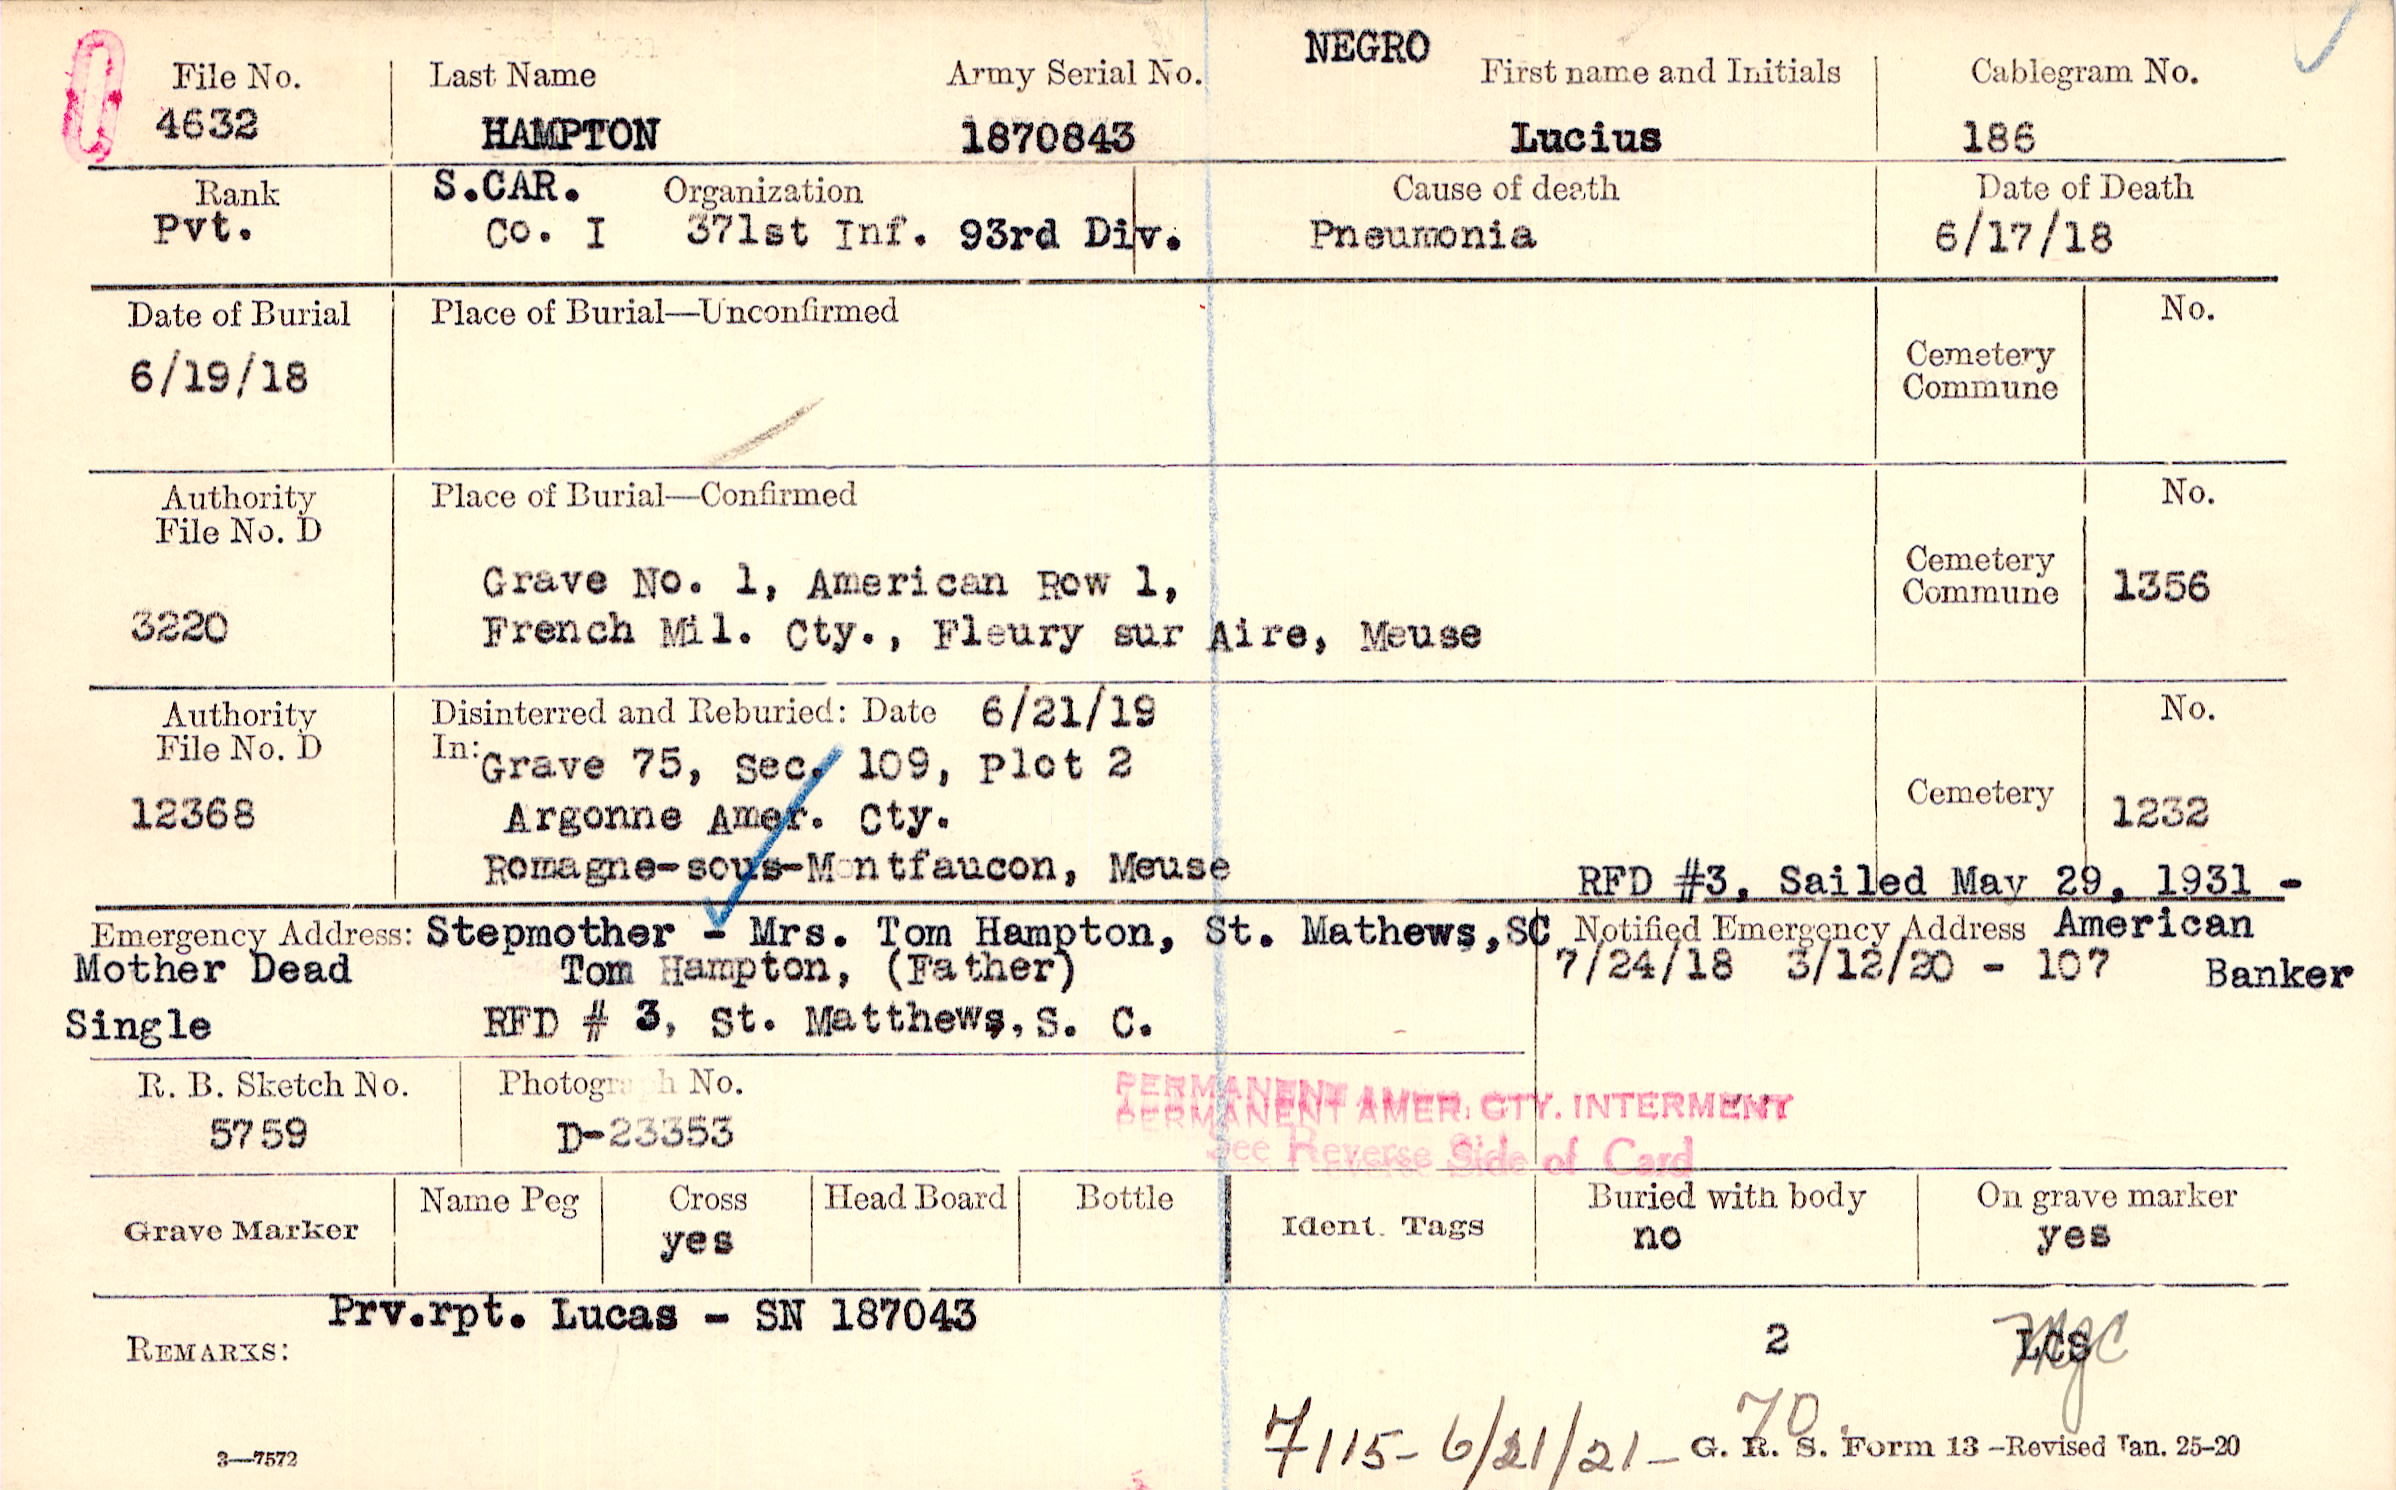 NEGRO
File No. Last Name Army Serial No. First name and Initials Cablegram No.
4632 HAMPTON 1870843 Lucius 186
Rank S.CAR. Organization Cause of death Date of Death
Pvt. Co. I 371st Inf. 93rd Div. Pneumonia 6/17/18
Date of Burial Place of Burial—Unconfirmed No.
6/19/18 Cemetery
Commune
Authority Place of Burial—Confirmed No.
File No. D
Grave No. 1, American Row 1, Cemetery
Commune 1356
3220 French Mil. Cty., Fleury sur Aire, Meuse
Authority Disinterred and Reburied: Date 6/21/19 No.
File No. D In: Grave 75, Sec. 109, Plot 2
12368 Argonne Amer. Cty. Cemetery 1232
Romagne-sous-Montfaucon, Meuse RFD #3, Sailed May 29, 1931 -
Emergency Address: Stepmother - Mrs. Tom Hampton, St. Mathews,SC Notified Emergency Address American
Mother Dead Tom Hampton, (Father) 7/24/18 3/12/20 - 107 Banker
Single RFD # 3, St. Matthews, S. C.
R. B. Sketch No. Photograph No.
5759 D-23353
PERMANENT
PERMANENT AMER. CTY. INTERMENT
See Reverse Side of Card
Grave Marker Name Peg Cross Head Board Bottle Ident. Tags Buried with body On grave marker
yes no yes
Prv.rpt. Lucas - SN 187043
REMARKS: 2 LCS
70
7115- 6/21/21- G. R. S. Form 13 -Revised Jan. 25-20
3—7572